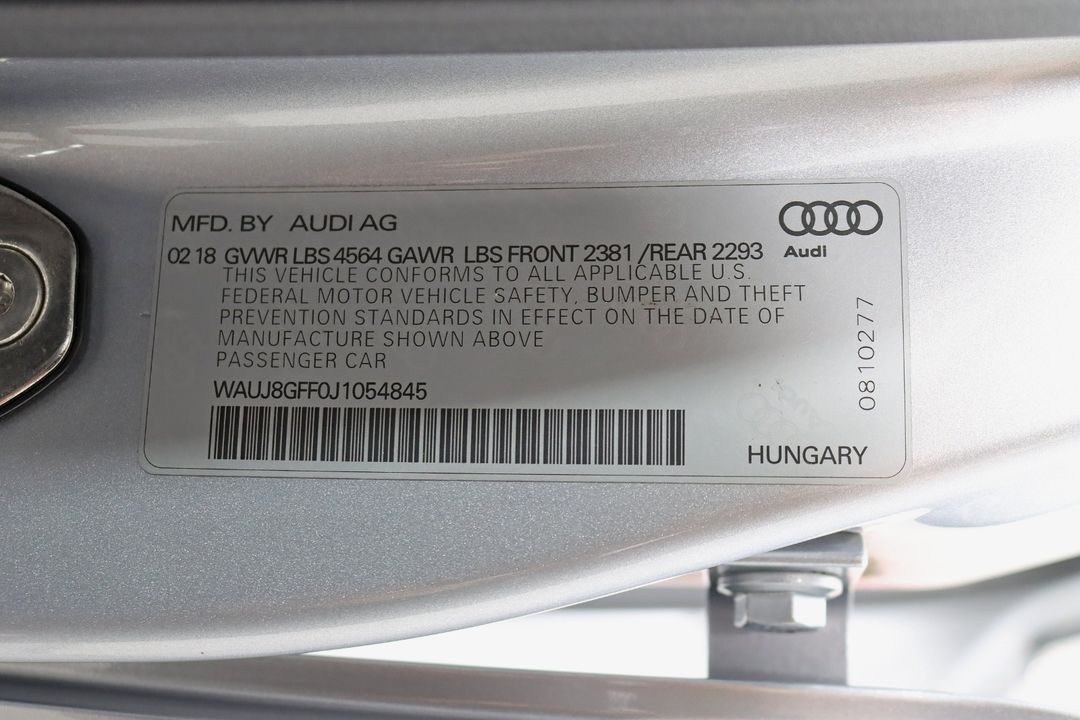 MFD. BY AUDI AG
02 18 GVWR LBS 4564 GAWR LBS FRONT 2381 /REAR 2293
Audi
THIS VEHICLE CONFORMS TO ALL APPLICABLE U.S.
FEDERAL MOTOR VEHICLE SAFETY, BUMPER AND THEFT
PREVENTION STANDARDS IN EFFECT ON THE DATE OF
MANUFACTURE SHOWN ABOVE
PASSENGER CAR
WAUJ8GFF0J1054845
0810277
HUNGARY